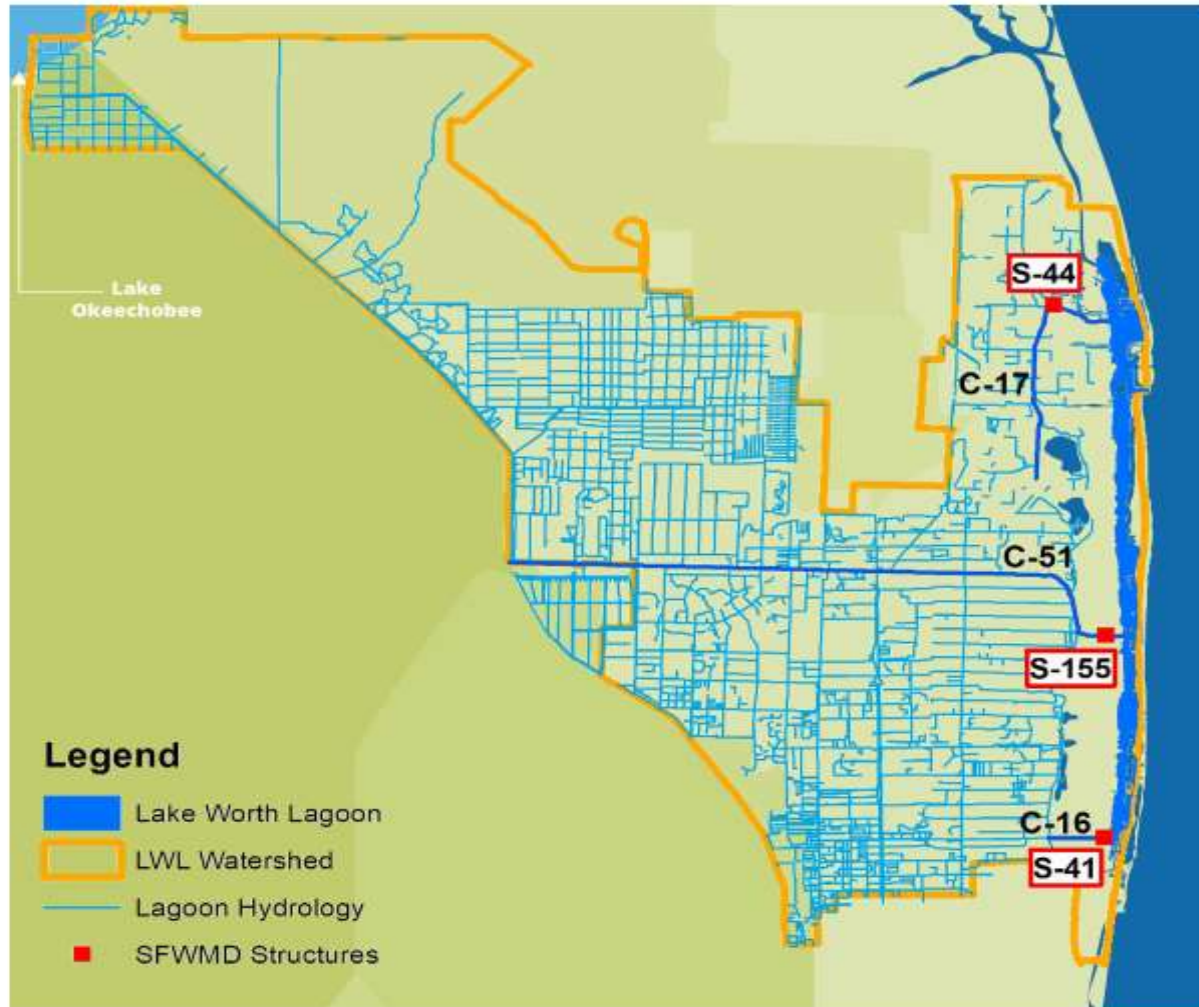 Lake
Okeechobee
S-44
C-17
C-51
S-155
C-16
S-41
Legend
Lake Worth Lagoon
LWL Watershed
Lagoon Hydrology
SFWMD Structures